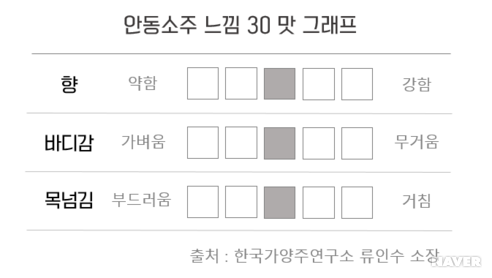 안동소주 느낌 30 맛 그래프
향 약함 강함
바디감 가벼움 무거움
목넘김 부드러움 거침
출처 : 한국가양주연구소 류인수 소장
NAVER